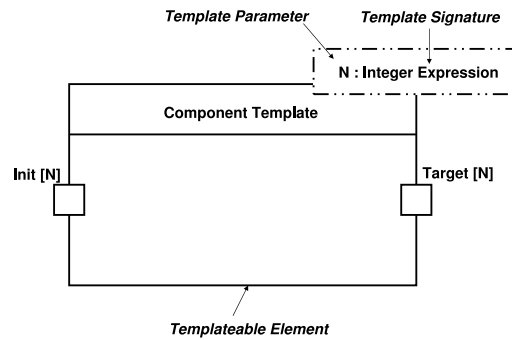 Template Parameter
Template Signature
N : Integer Expression
Component Template
Init [N]
Target [N]
Templateable Element